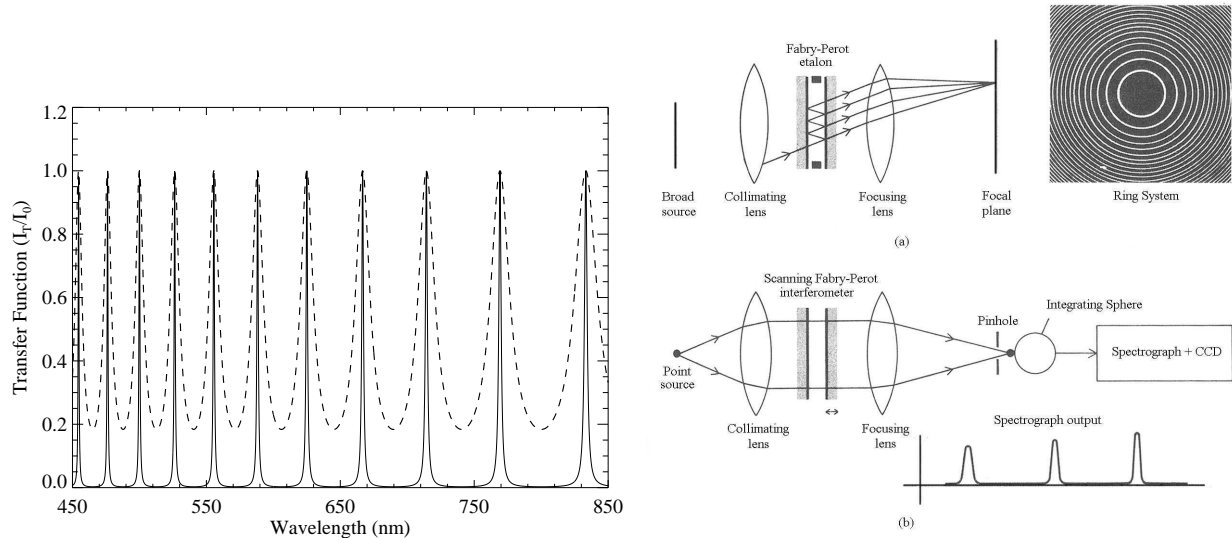 Transfer Function (I_T/I_0)
1.2
1.0
0.8
0.6
0.4
0.2
0.0
450
550
650
750
850
Wavelength (nm)
Fabry-Perot
etalon
Broad
source
Collimating
lens
Focusing
lens
Focal
plane
Ring System
(a)
Scanning Fabry-Perot
interferometer
Point
source
Collimating
lens
Focusing
lens
Pinhole
Integrating Sphere
Spectrograph + CCD
Spectrograph output
(b)